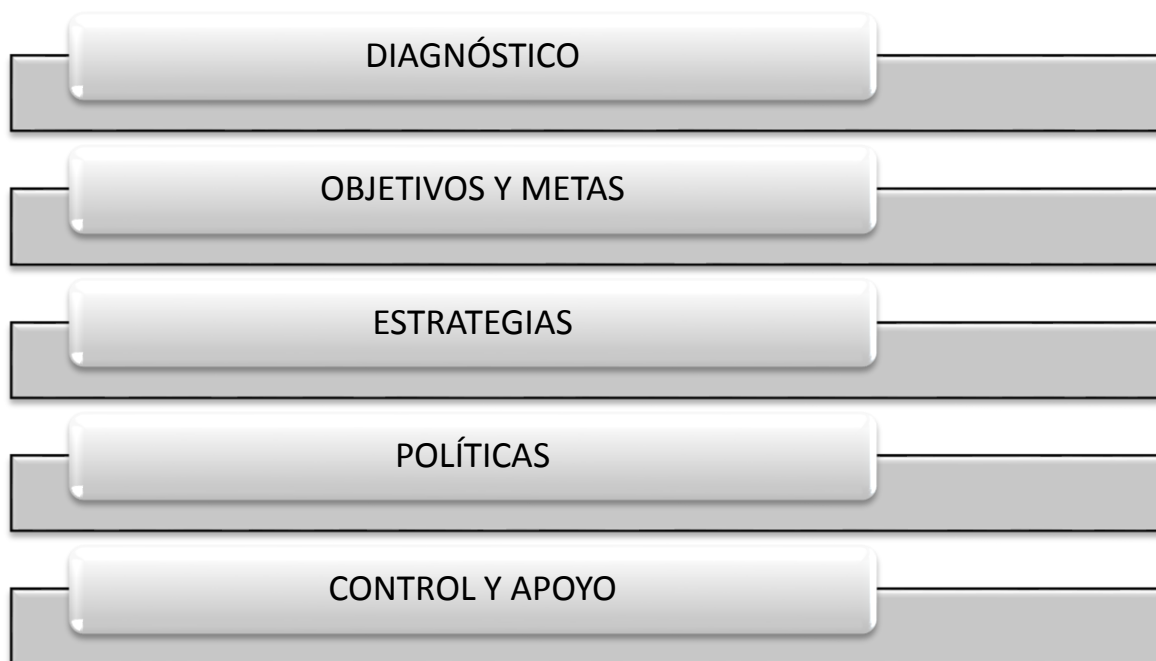 DIAGNÓSTICO
OBJETIVOS Y METAS
ESTRATEGIAS
POLÍTICAS
CONTROL Y APOYO